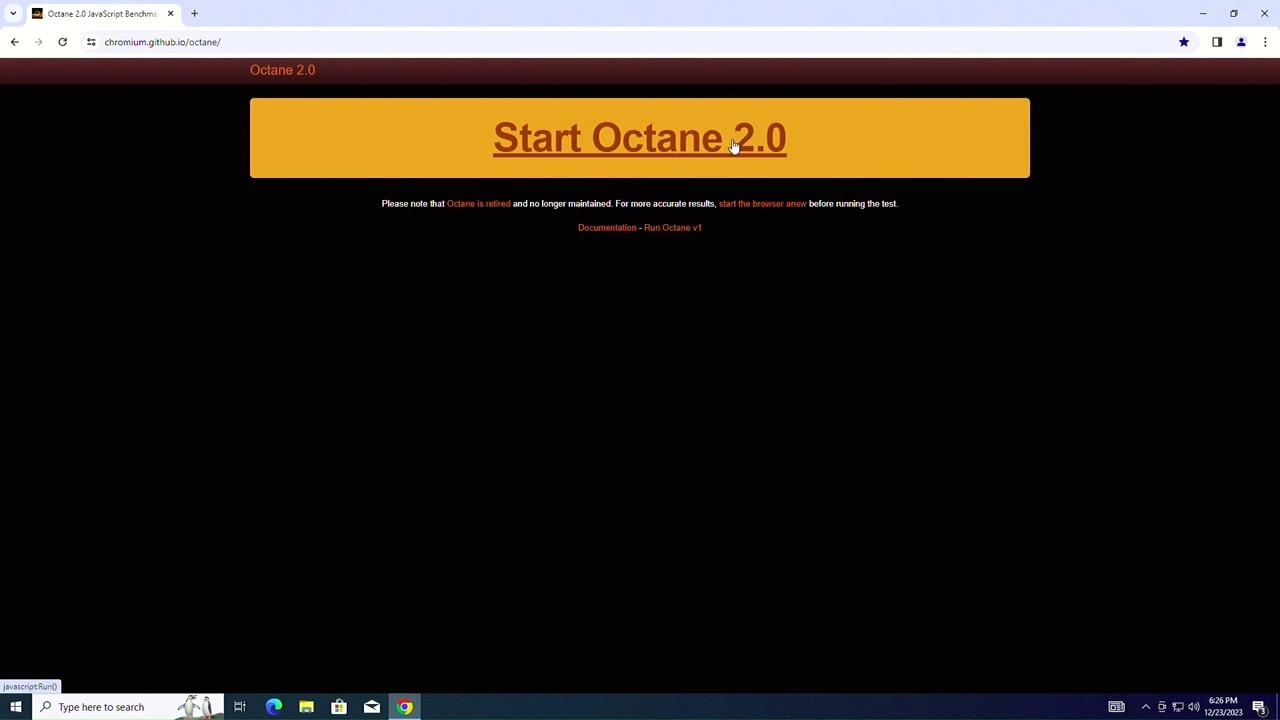 Octane 2.0 JavaScript Benchma
chromium.github.io/octane/
Octane 2.0
Start Octane 2.0
Please note that Octane is retired and no longer maintained. For more accurate results, start the browser anew before running the test.
Documentation - Run Octane v1
javascript:Run()
Type here to search
6:26 PM
12/23/2023